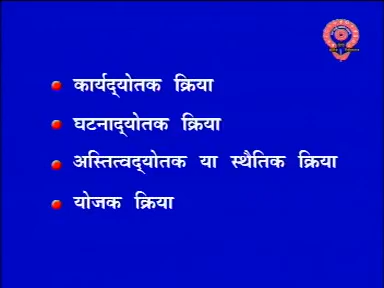 कार्यद्योतक क्रिया
घटनाद्योतक क्रिया
अस्तित्वद्योतक या स्थैतिक क्रिया
योजक क्रिया